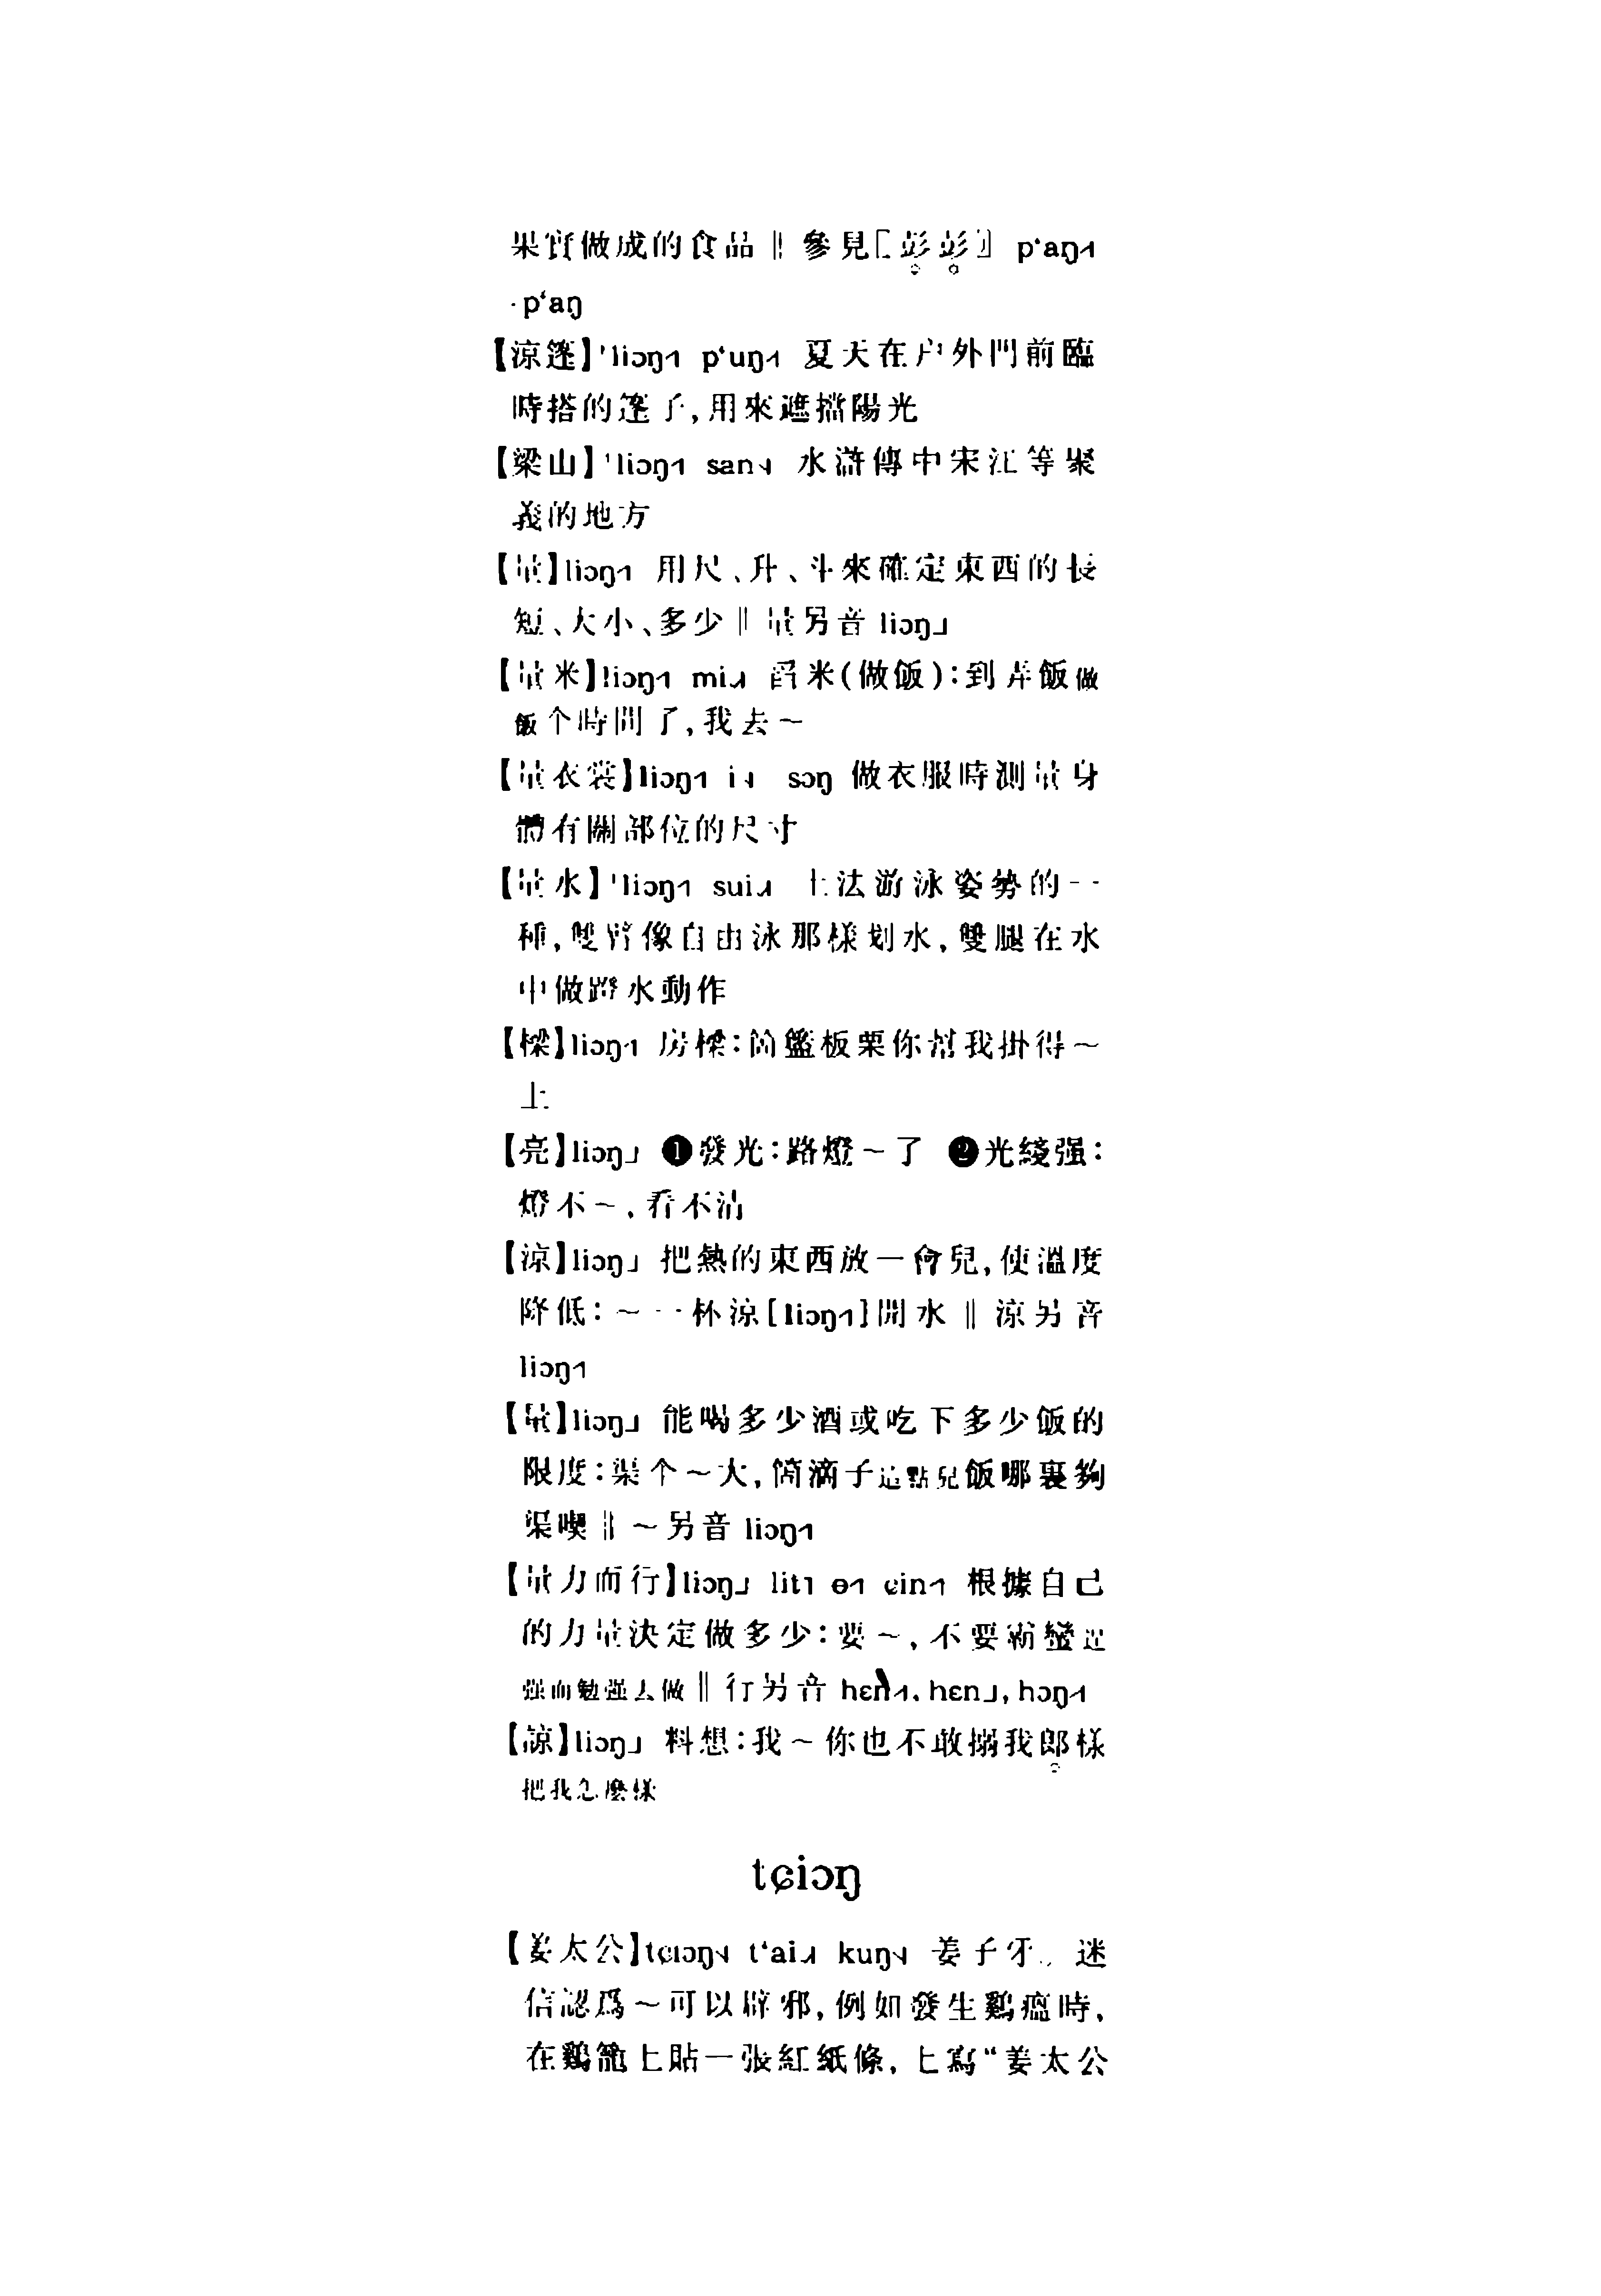 果實做成的食品 ‖ 參見〖彭彭〗 pʻaŋ˧˥
·pʻaŋ
【涼篷】ˈliɔŋ˧˥ pʻuŋ˧˥ 夏天在户外門前臨
時搭的篷子,用來遮擋陽光
【梁山】ˈliɔŋ˧˥ san˧˩ 水滸傳中宋江等聚
義的地方
【量】liɔŋ˧˥ 用尺、升、斗來確定東西的長
短、大小、多少 ‖ 量另音 liɔŋ˩
【量米】liɔŋ˧˥ mi˩˧ 舀米(做飯):到弄飯做
飯个時間了,我去～
【量衣裳】liɔŋ˧˥ i˧˩ sɔŋ 做衣服時測量身
體有關部位的尺寸
【量水】ˈliɔŋ˧˥ sui˩˧ 土法游泳姿勢的一
種,雙臂像自由泳那樣划水,雙腿在水
中做蹬水動作
【樑】liɔŋ˧˥ 房樑:簡籃板栗你幫我掛得～
上
【亮】liɔŋ˩ ❶發光:路燈～了 ❷光綫强:
燈不～,看不清
【涼】liɔŋ˩ 把熱的東西放一會兒,使溫度
降低:～一杯涼[liɔŋ˧˥]開水 ‖ 涼另音
liɔŋ˧˥
【量】liɔŋ˩ 能喝多少酒或吃下多少飯的
限度:渠个～大,簡滴子這點兒飯哪裏夠
渠喫 ‖ ～另音 liɔŋ˧˥
【量力而行】liɔŋ˩ lit˥ ɵ˧˥ ɕin˧˥ 根據自己
的力量決定做多少:要～,不要霸蠻逞
强而勉强去做 ‖ 行另音 hɛn˧˥, hɛn˩, hɔŋ˧˥
【諒】liɔŋ˩ 料想:我～你也不敢搦我郎樣
把我怎麽樣
tɕiɔŋ
【姜太公】tɕiɔŋ˧˩ tʻai˩˧ kuŋ˧˩ 姜子牙。迷
信認爲～可以辟邪,例如發生鷄瘟時,
在鷄籠上貼一張紅紙條,上寫“姜太公